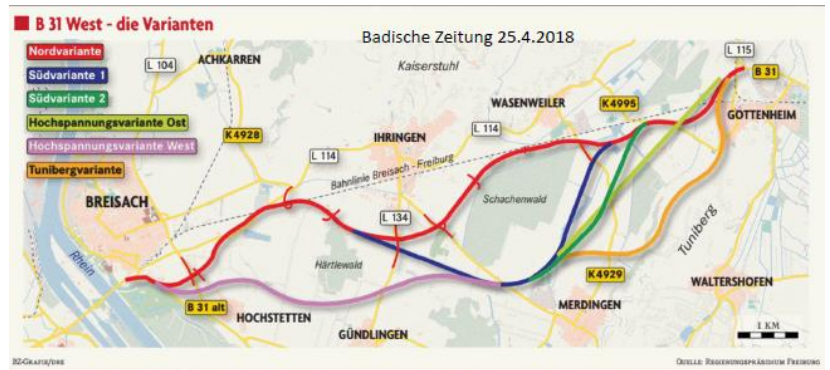 B 31 West - die Varianten
Badische Zeitung 25.4.2018
Nordvariante
Südvariante 1
Südvariante 2
Hochspannungsvariante Ost
Hochspannungsvariante West
Tunibergvariante
L 104
ACHKARREN
Kaiserstuhl
L 115
B 31
WASENWEILER
K4995
GOTTENHEIM
K4928
IHRINGEN
L 114
L 114
Bahnlinie Breisach - Freiburg
BREISACH
Schachenwald
L 134
Tuniberg
Rhein
Härtlewald
K4929
WALTERSHOFEN
B 31 alt
HOCHSTETTEN
MERDINGEN
GÜNDLINGEN
1 KM
BZ-GRAFIK/ORE
QUELLE: REGIERUNGSPRÄSIDIUM FREIBURG